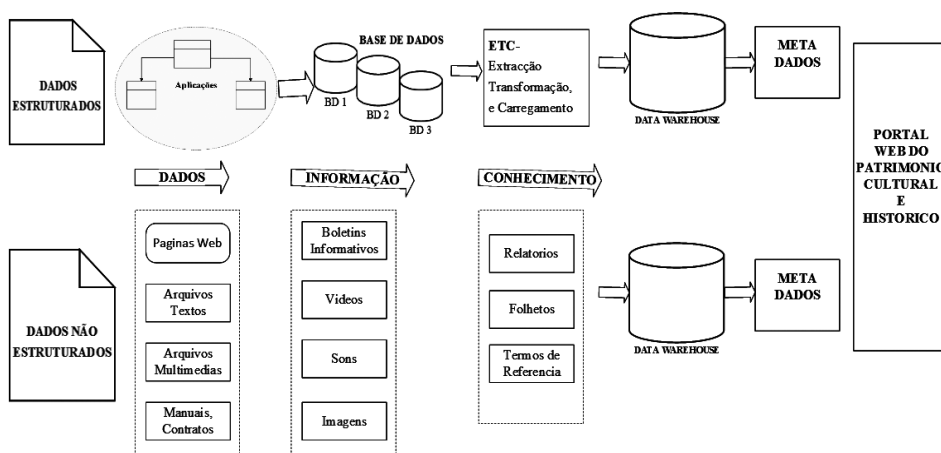 DADOS
ESTRUTURADOS
Aplicações
BASE DE DADOS
BD 1
BD 2
BD 3
ETC-
Extracção
Transformação,
e Carregamento
DATA WAREHOUSE
META
DADOS
PORTAL
WEB DO
PATRIMONIO
CULTURAL
E
HISTORICO
DADOS
INFORMAÇÃO
CONHECIMENTO
DADOS NÃO
ESTRUTURADOS
Paginas Web
Arquivos
Textos
Arquivos
Multimedias
Manuais,
Contratos
Boletins
Informativos
Videos
Sons
Imagens
Relatorios
Folhetos
Termos de
Referencia
DATA WAREHOUSE
META
DADOS